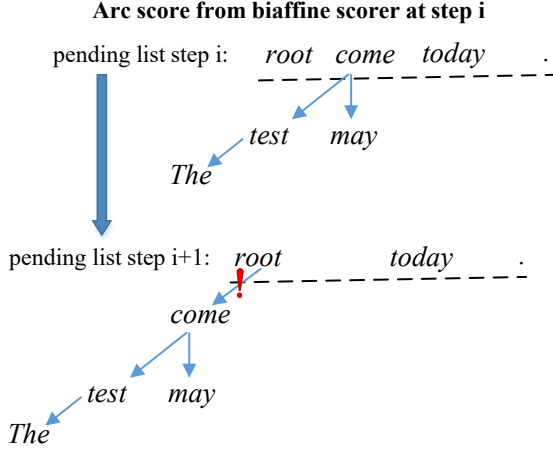 Arc score from biaffine scorer at step i
pending list step i: root come today .
test may
The
pending list step i+1: root today .
!
come
test may
The